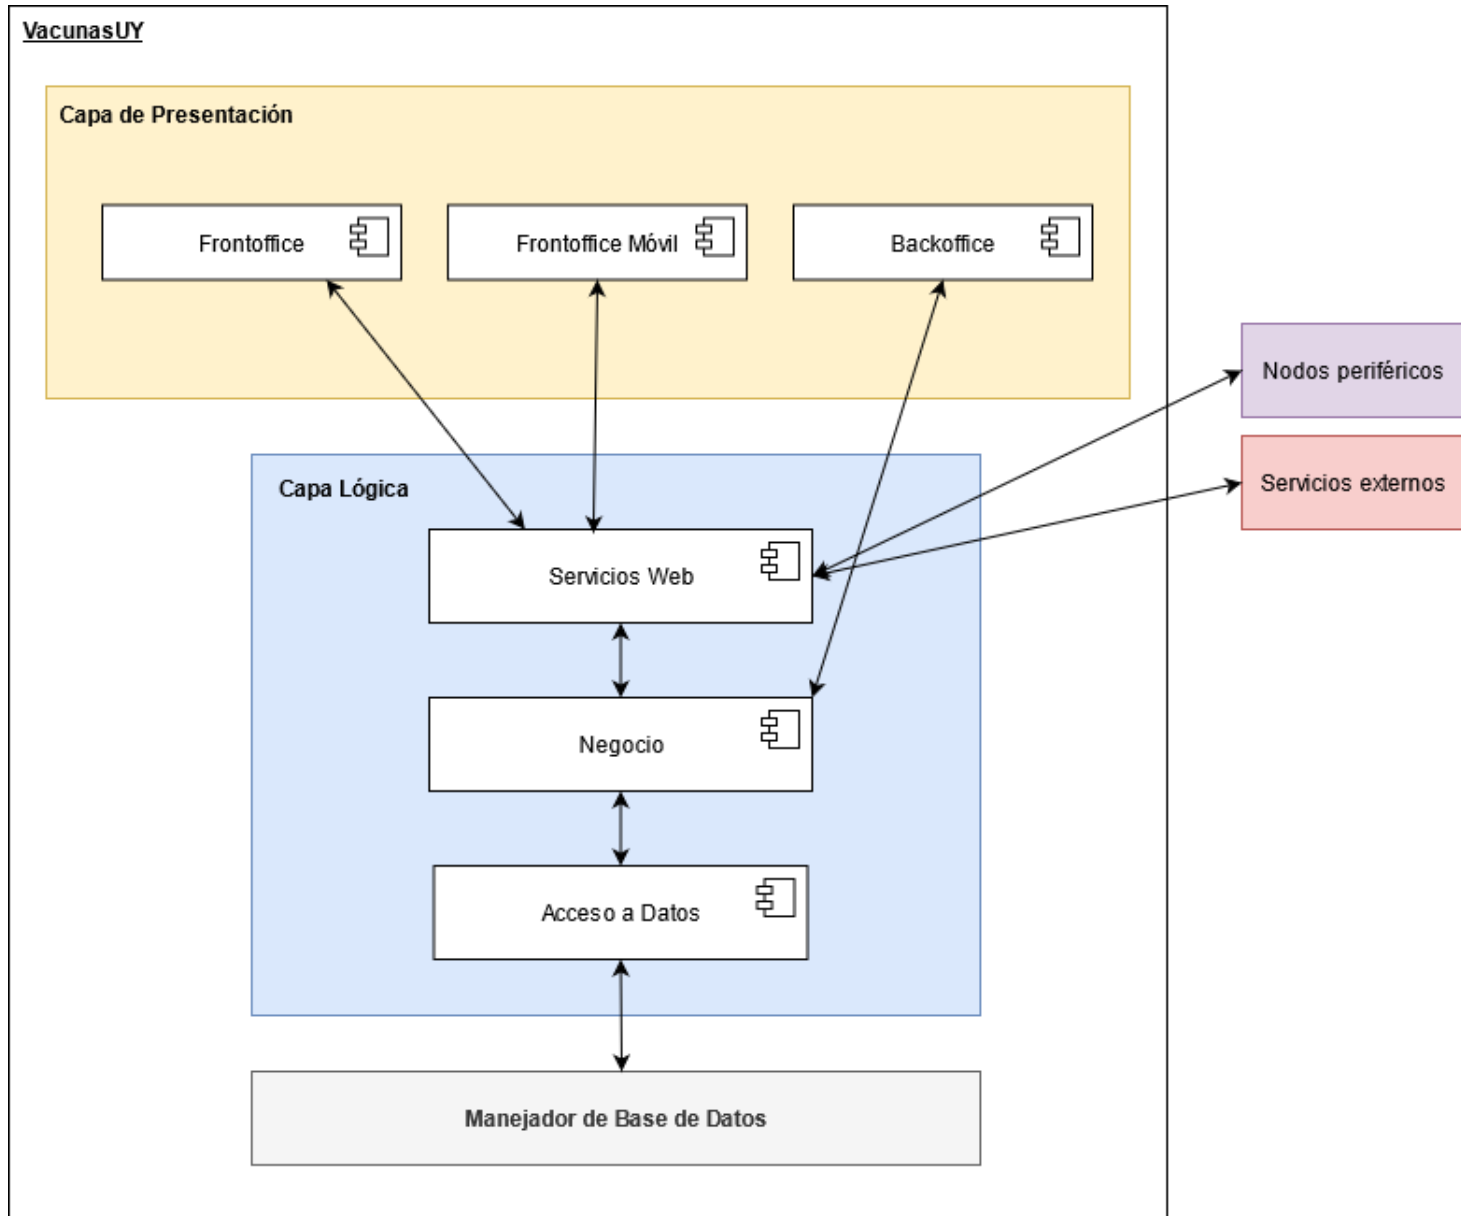 VacunasUY
Capa de Presentación
Frontoffice
Frontoffice Móvil
Backoffice
Nodos periféricos
Servicios externos
Capa Lógica
Servicios Web
Negocio
Acceso a Datos
Manejador de Base de Datos